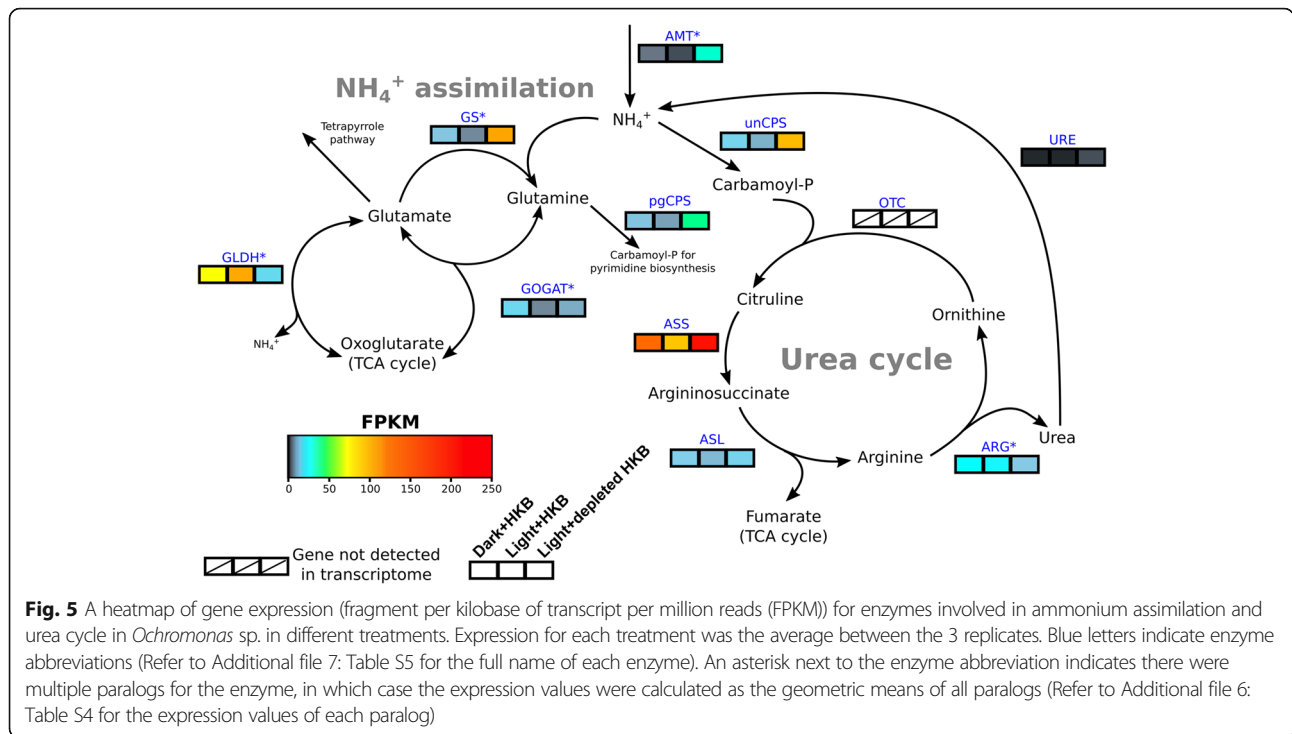 AMT*
NH₄⁺ assimilation
GS*
NH₄⁺
unCPS
URE
Tetrapyrrole
pathway
Carbamoyl-P
Glutamine
pgCPS
OTC
Glutamate
Carbamoyl-P for
pyrimidine biosynthesis
GLDH*
GOGAT*
Citruline
Ornithine
NH₄⁺
Oxoglutarate
(TCA cycle)
ASS
Urea cycle
Argininosuccinate
FPKM
0 50 100 150 200 250
ASL
Arginine
ARG*
Urea
Fumarate
(TCA cycle)
Dark+HKB
Light+HKB
Light+depleted HKB
Gene not detected
in transcriptome
Fig. 5 A heatmap of gene expression (fragment per kilobase of transcript per million reads (FPKM)) for enzymes involved in ammonium assimilation and
urea cycle in Ochromonas sp. in different treatments. Expression for each treatment was the average between the 3 replicates. Blue letters indicate enzyme
abbreviations (Refer to Additional file 7: Table S5 for the full name of each enzyme). An asterisk next to the enzyme abbreviation indicates there were
multiple paralogs for the enzyme, in which case the expression values were calculated as the geometric means of all paralogs (Refer to Additional file 6:
Table S4 for the expression values of each paralog)